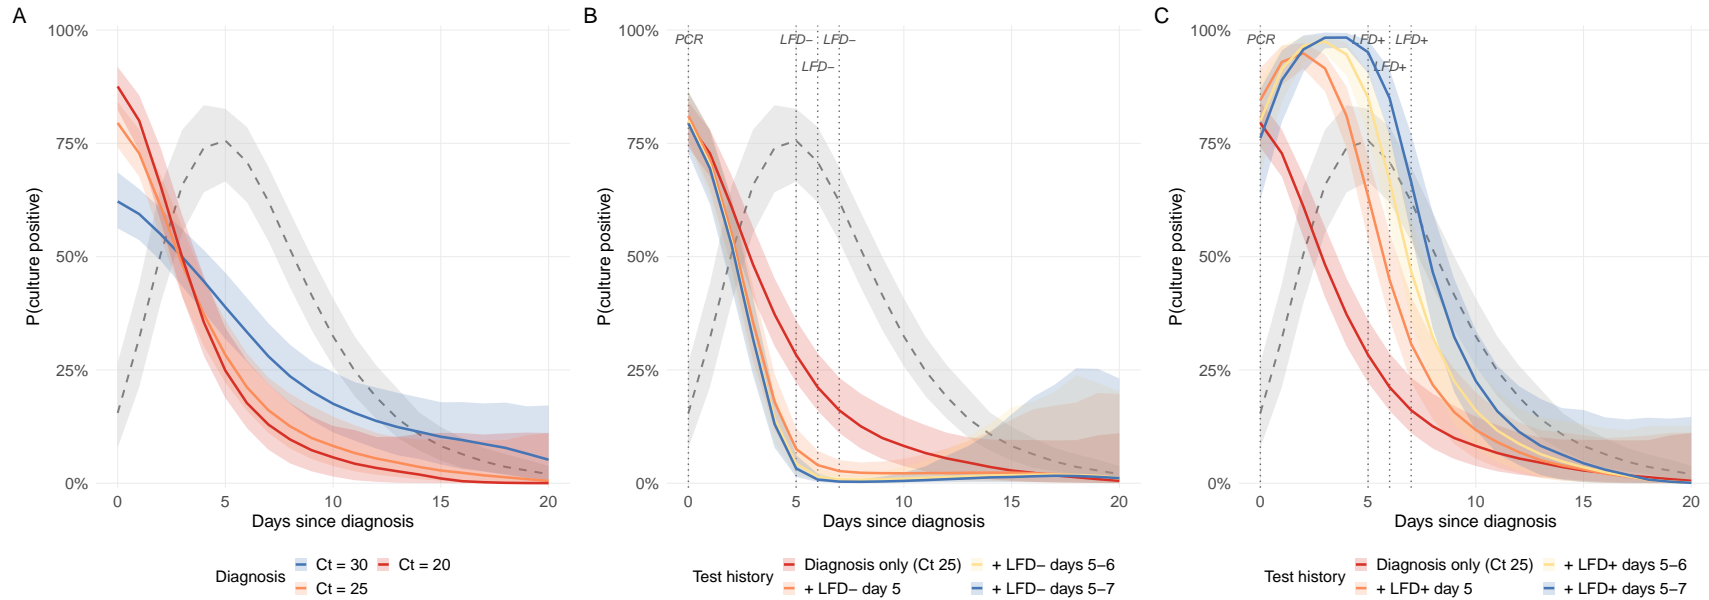 A
100%
75%
50%
25%
0%
P(culture positive)
0
5
10
15
20
Days since diagnosis
Diagnosis
Ct = 30
Ct = 20
Ct = 25
B
100%
75%
50%
25%
0%
P(culture positive)
PCR
LFD−
LFD−
LFD−
0
5
10
15
20
Days since diagnosis
Test history
Diagnosis only (Ct 25)
+ LFD− days 5−6
+ LFD− day 5
+ LFD− days 5−7
C
100%
75%
50%
25%
0%
P(culture positive)
PCR
LFD+
LFD+
LFD+
0
5
10
15
20
Days since diagnosis
Test history
Diagnosis only (Ct 25)
+ LFD+ days 5−6
+ LFD+ day 5
+ LFD+ days 5−7